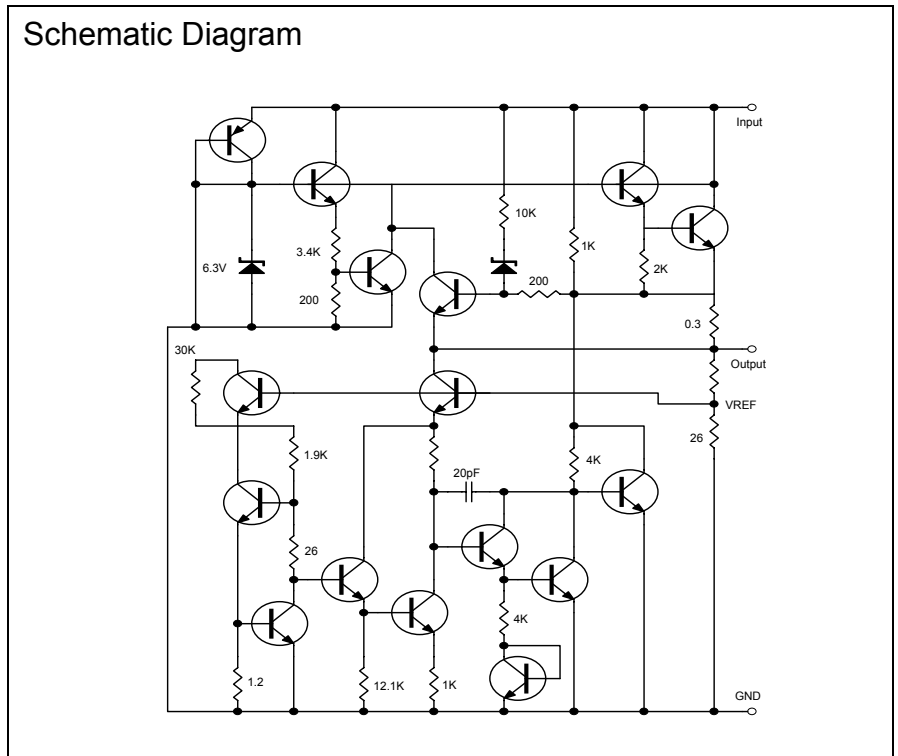 Schematic Diagram
Input
10K
3.4K
1K
6.3V
2K
200
200
0.3
30K
Output
VREF
26
1.9K
4K
20pF
26
4K
1.2
12.1K
1K
GND